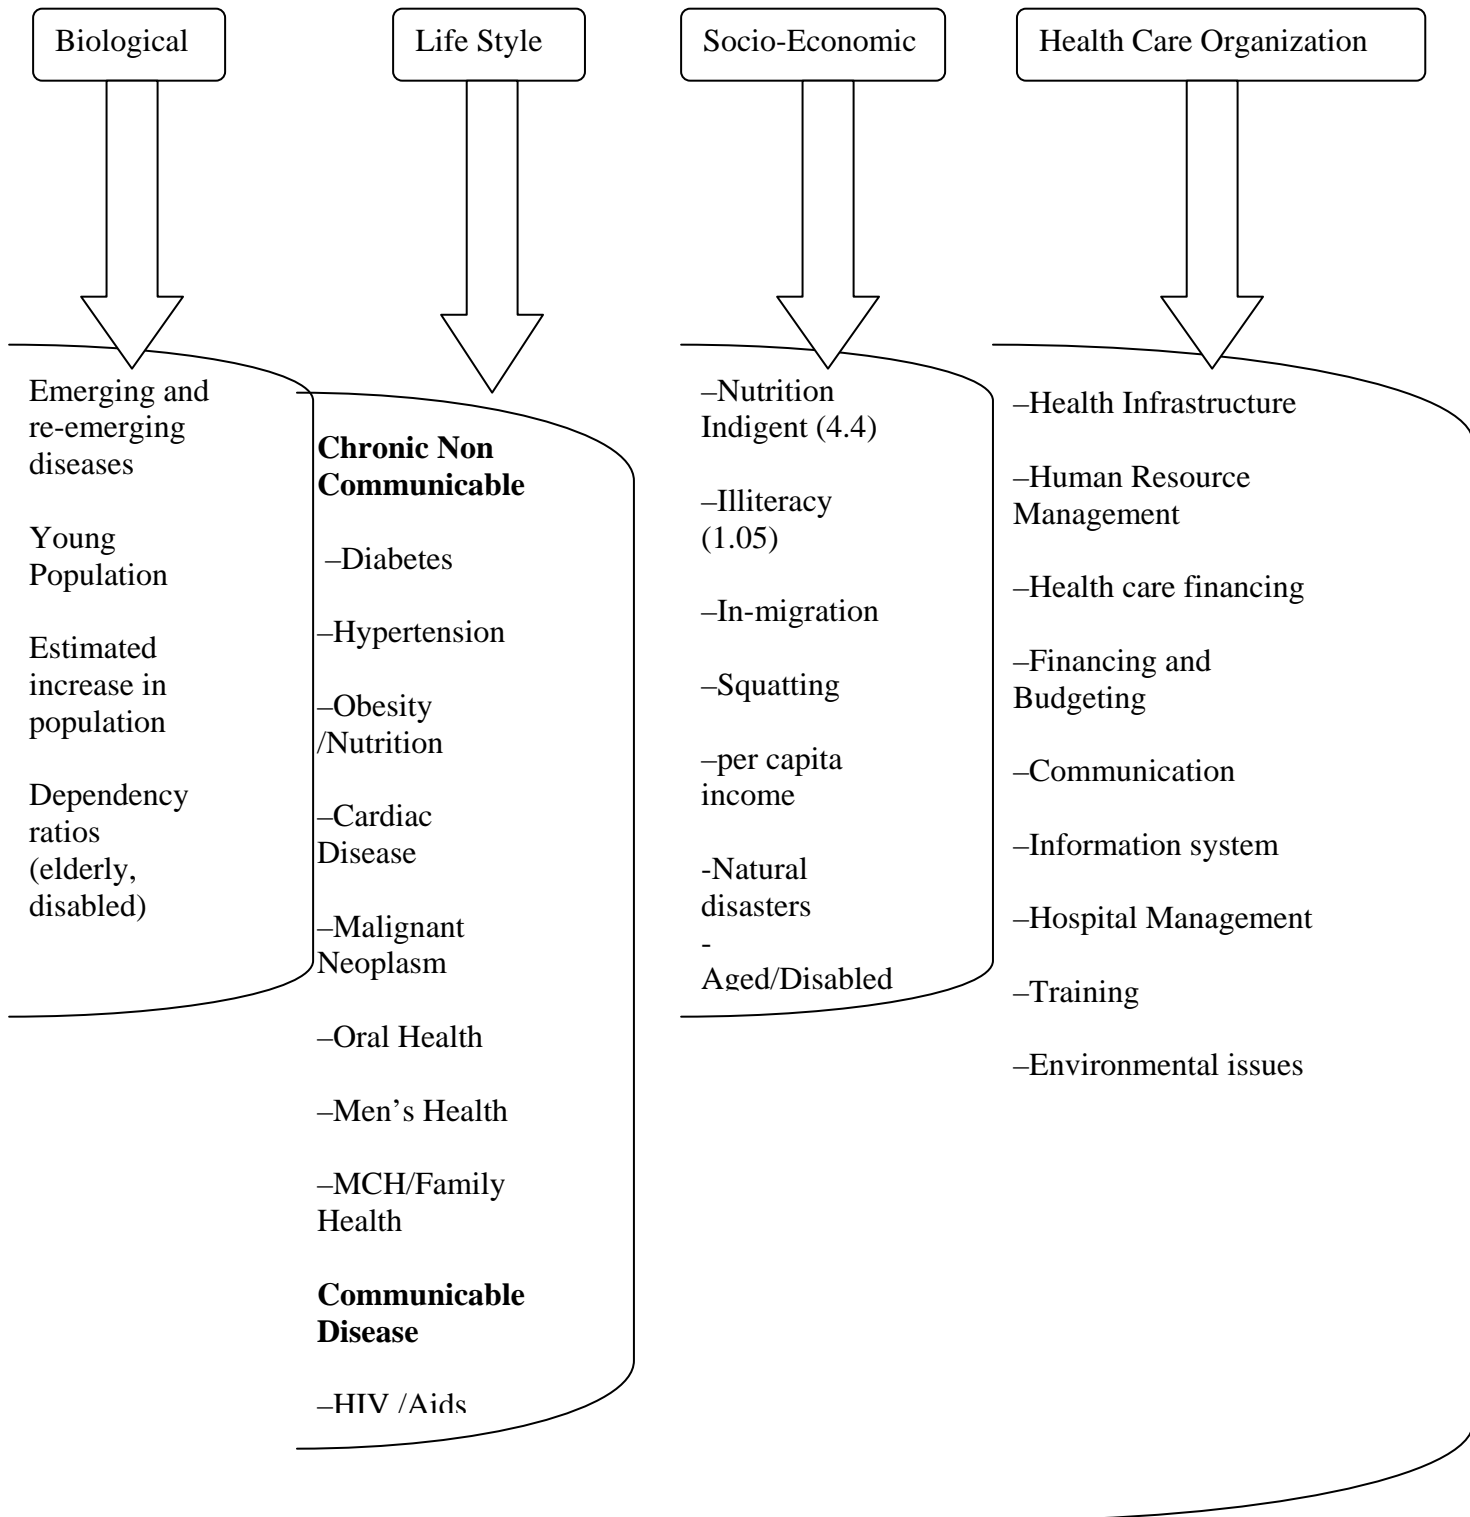 Biological
Life Style
Socio-Economic
Health Care Organization
Emerging and
re-emerging
diseases
Young
Population
Estimated
increase in
population
Dependency
ratios
(elderly,
disabled)
Chronic Non
Communicable
–Diabetes
–Hypertension
–Obesity
/Nutrition
–Cardiac
Disease
–Malignant
Neoplasm
–Oral Health
–Men’s Health
–MCH/Family
Health
Communicable
Disease
–HIV /Aids
–Nutrition
Indigent (4.4)
–Illiteracy
(1.05)
–In-migration
–Squatting
–per capita
income
-Natural
disasters
-
Aged/Disabled
–Health Infrastructure
–Human Resource
Management
–Health care financing
–Financing and
Budgeting
–Communication
–Information system
–Hospital Management
–Training
–Environmental issues